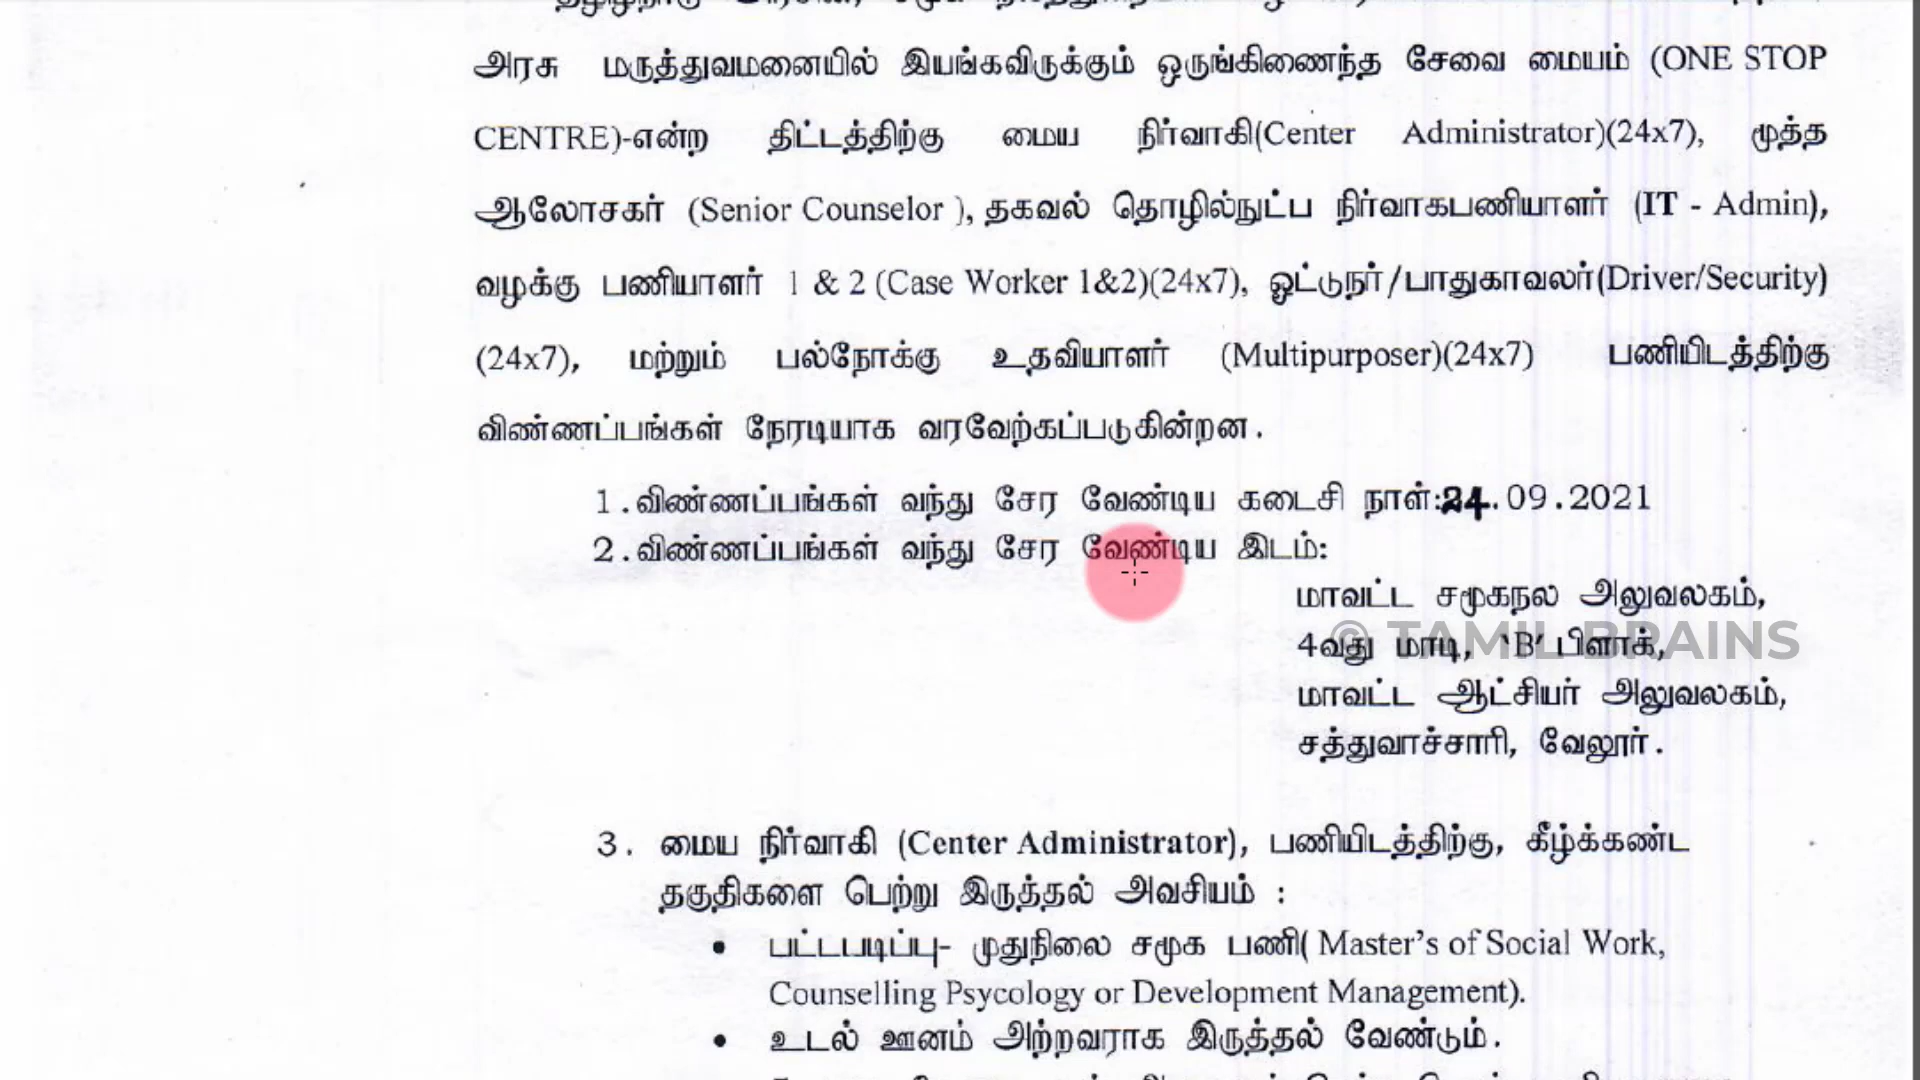 அரசு மருத்துவமனையில் இயங்கவிருக்கும் ஒருங்கிணைந்த சேவை மையம் (ONE STOP
CENTRE)-என்ற திட்டத்திற்கு மைய நிர்வாகி(Center Administrator)(24x7), முத்த
ஆலோசகர் (Senior Counselor ), தகவல் தொழில்நுட்ப நிர்வாகபணியாளர் (IT - Admin),
வழக்கு பணியாளர் 1 & 2 (Case Worker 1&2)(24x7), ஓட்டுநர்/பாதுகாவலர்(Driver/Security)
(24x7), மற்றும் பல்நோக்கு உதவியாளர் (Multipurposer)(24x7) பணியிடத்திற்கு
விண்ணப்பங்கள் நேரடியாக வரவேற்கப்படுகின்றன.
1.விண்ணப்பங்கள் வந்து சேர வேண்டிய கடைசி நாள்:24.09.2021
2.விண்ணப்பங்கள் வந்து சேர வேண்டிய இடம்:
மாவட்ட சமூகநல அலுவலகம்,
© TAMIL BRAINS
4வது மாடி, 'B' பிளாக்,
மாவட்ட ஆட்சியர் அலுவலகம்,
சத்துவாச்சாரி, வேலூர்.
3. மைய நிர்வாகி (Center Administrator), பணியிடத்திற்கு, கீழ்க்கண்ட
தகுதிகளை பெற்று இருத்தல் அவசியம் :
• பட்டபடிப்பு- முதுநிலை சமூக பணி( Master's of Social Work,
Counselling Psycology or Development Management).
• உடல் ஊனம் அற்றவராக இருத்தல் வேண்டும்.